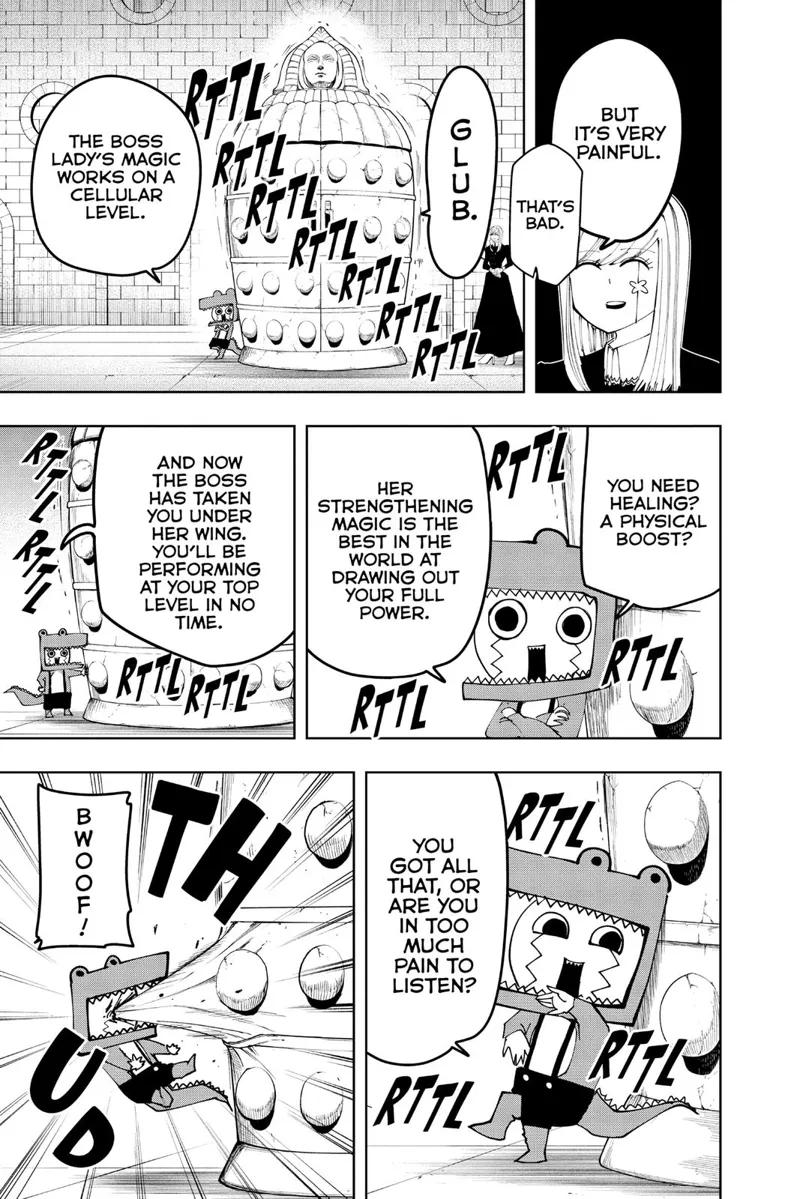 BUT
IT'S VERY
PAINFUL.
THAT'S
BAD.
GLUB.
RTTL
RTTL
RTTL
RTTL
RTTL
RTTL
RTTL
THE BOSS
LADY'S MAGIC
WORKS ON A
CELLULAR
LEVEL.
YOU NEED
HEALING?
A PHYSICAL
BOOST?
RTTL
RTTL
RTTL
HER
STRENGTHENING
MAGIC IS THE
BEST IN THE
WORLD AT
DRAWING OUT
YOUR FULL
POWER.
AND NOW
THE BOSS
HAS TAKEN
YOU UNDER
HER WING.
YOU'LL BE
PERFORMING
AT YOUR TOP
LEVEL IN NO
TIME.
RTTL
RTTL
RTTL
RTTL
RTTL
YOU
GOT ALL
THAT, OR
ARE YOU
IN TOO
MUCH
PAIN TO
LISTEN?
RTTL
RTTL
RTTL
BWOOF!
TH
UD